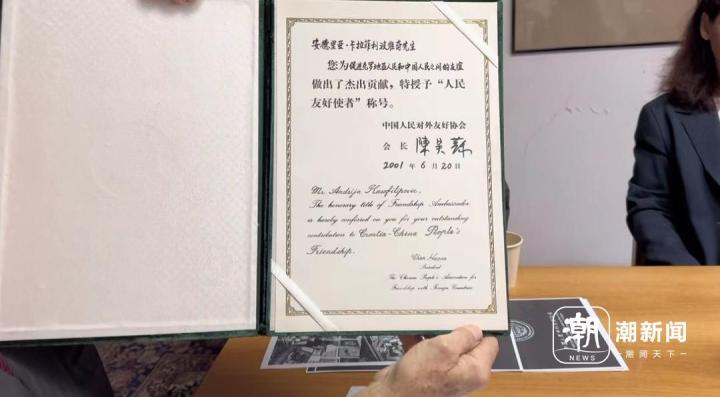 安德里亚·卡拉菲利波维奇先生
您为促进克罗地亚人民和中国人民之间的友谊
做出了杰出贡献，特授予“人民
友好使者”称号。
中国人民对外友好协会
会 长 陳昊蘇
2001 年 6 月 20 日
Mr. Andrija Karafilipovic,
The honorary title of Friendship Ambassador
is hereby conferred on you for your outstanding
contribution to Croatia-China People's
Friendship.
Chen Haosu
President
The Chinese People's Association for
Friendship with Foreign Countries
潮 潮新闻
NEWS 潮闻天下